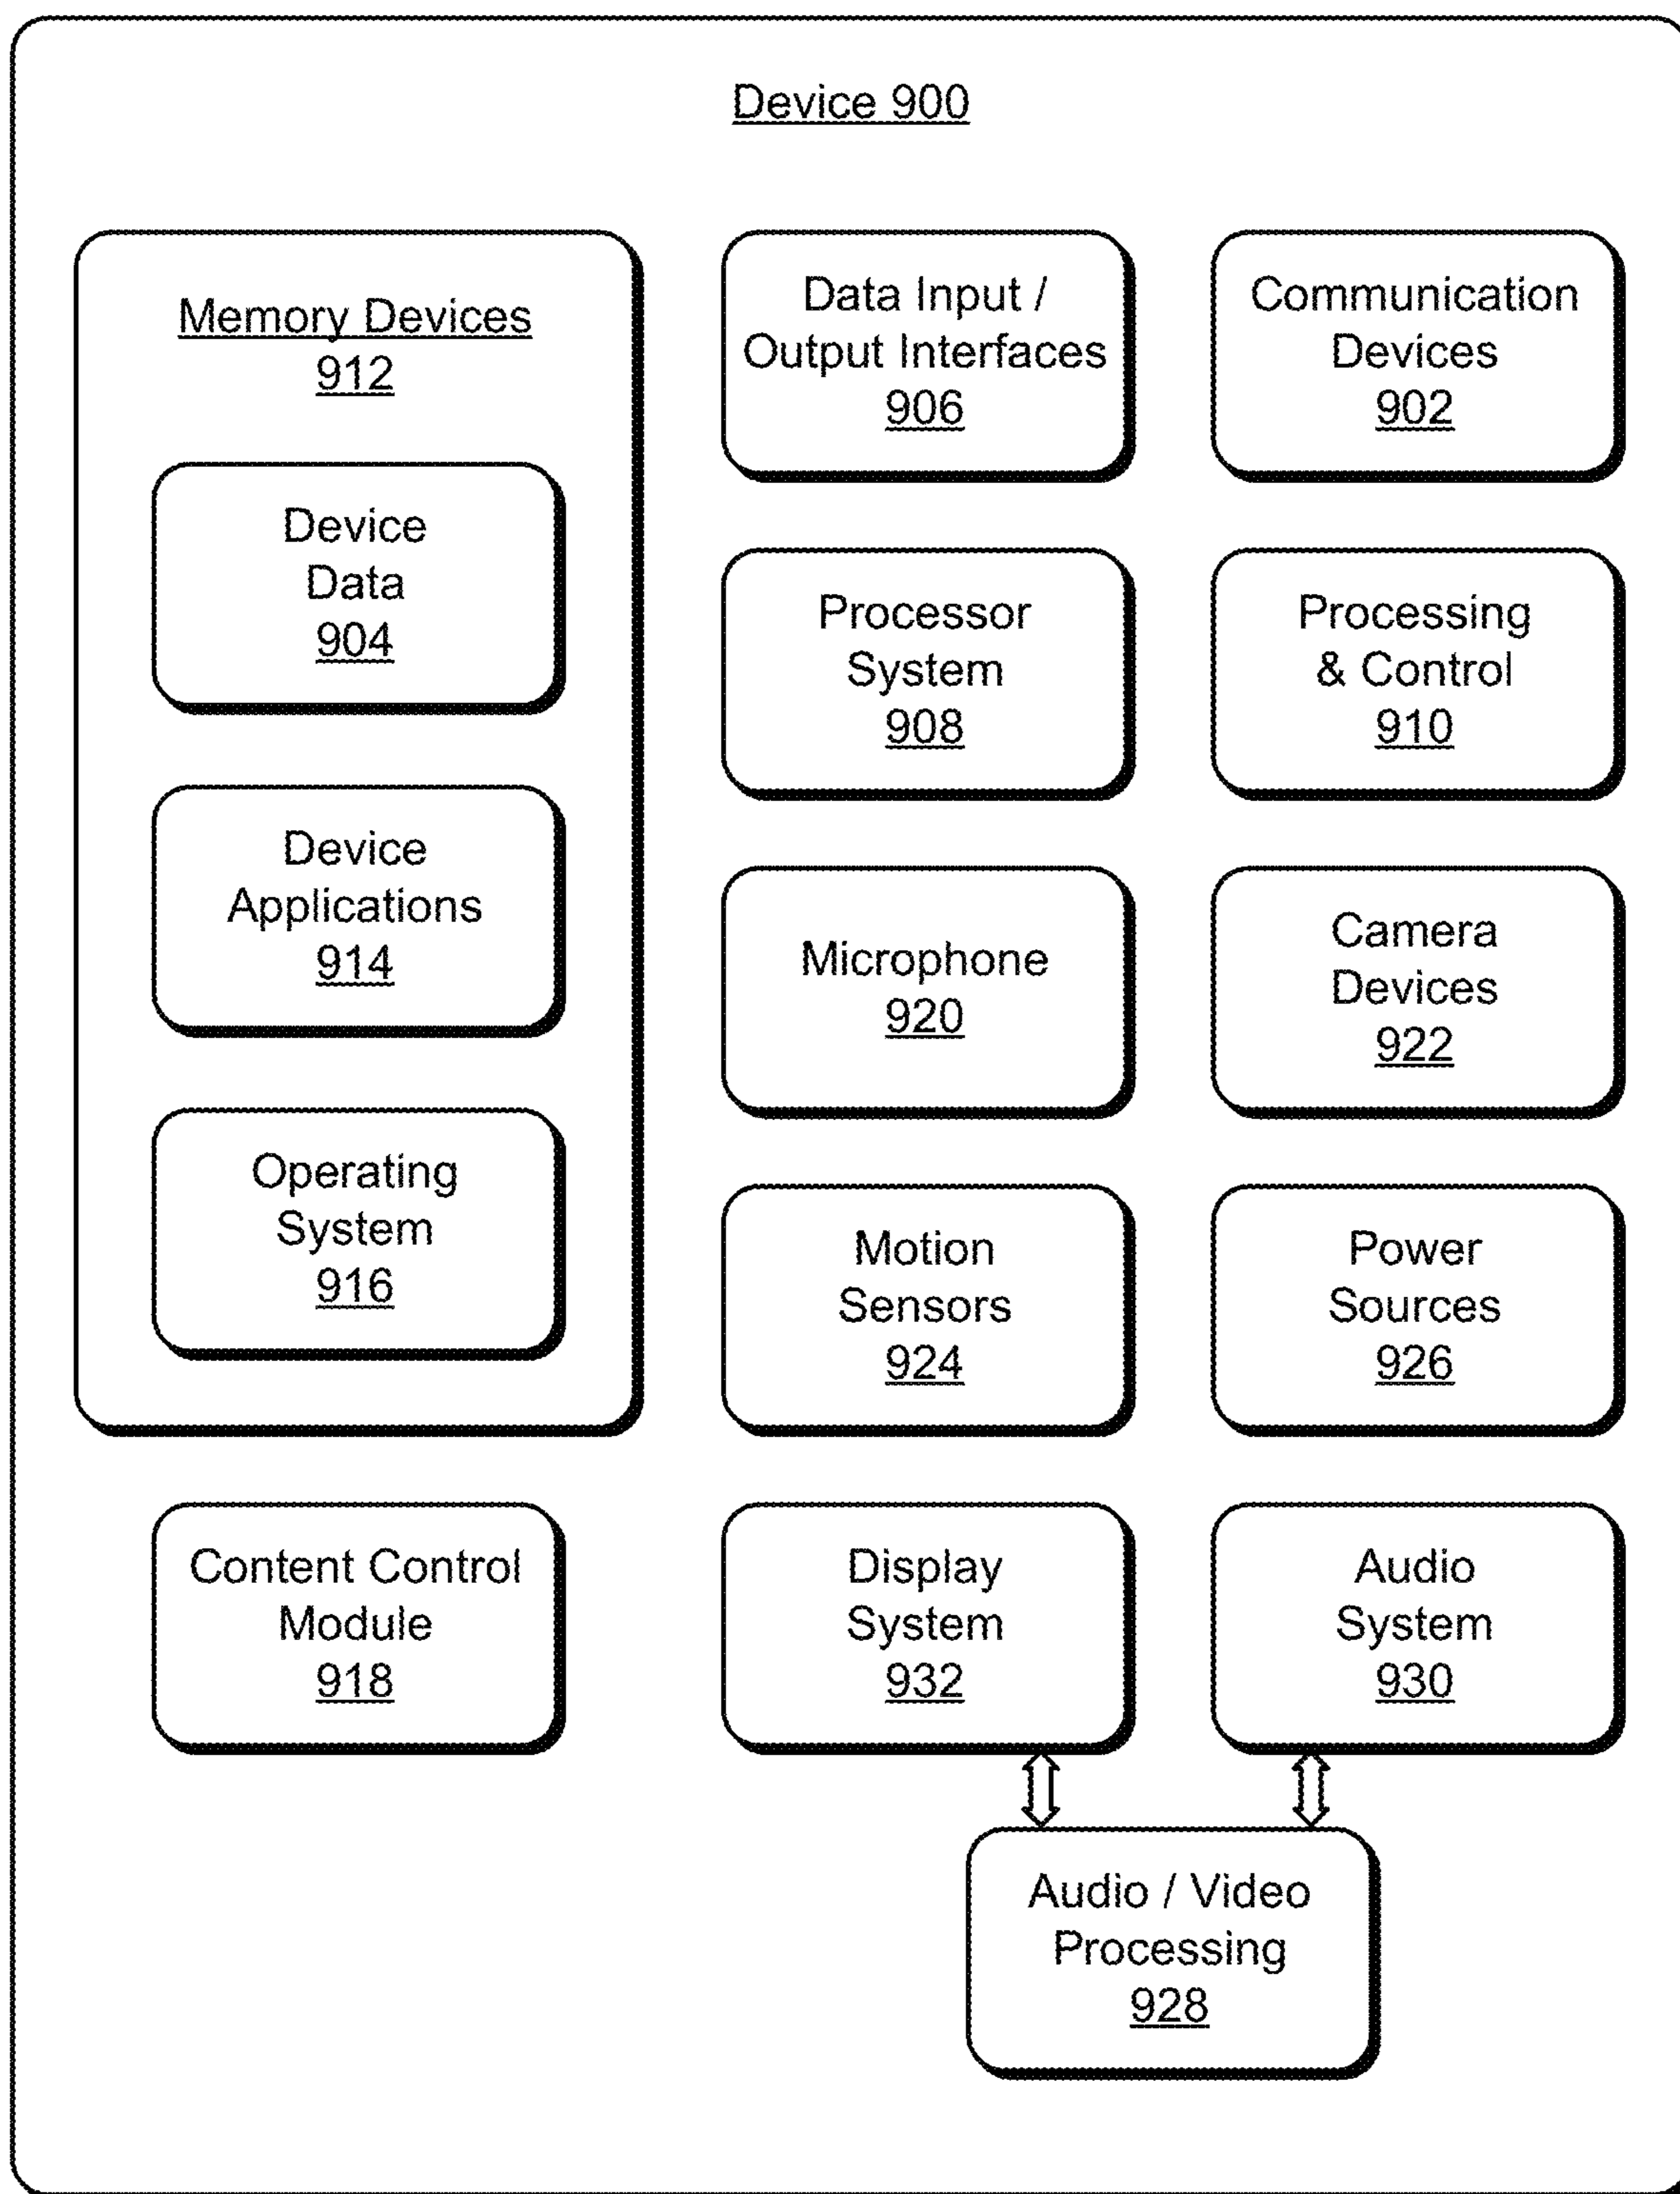 Device 900
Memory Devices
912
Device
Data
904
Device
Applications
914
Operating
System
916
Content Control
Module
918
Data Input /
Output Interfaces
906
Communication
Devices
902
Processor
System
908
Processing
& Control
910
Microphone
920
Camera
Devices
922
Motion
Sensors
924
Power
Sources
926
Display
System
932
Audio
System
930
Audio / Video
Processing
928